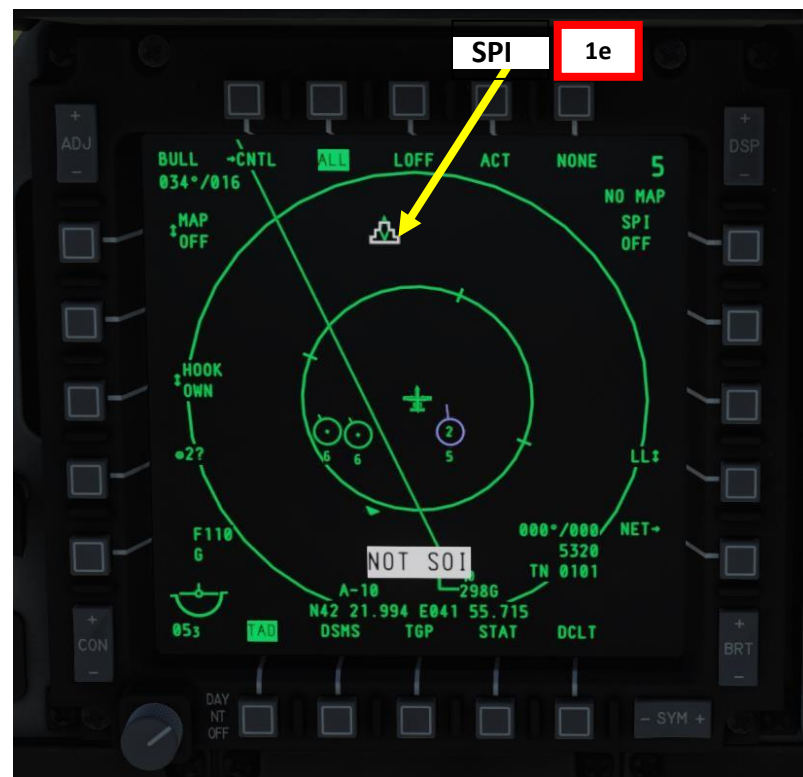 SPI 1e
+
ADJ
-
+
DSP
-
BULL →CNTL ALL LOFF ACT NONE 5
034°/016
NO MAP
↕MAP
OFF
SPI
OFF
↕HOOK
OWN
2
6 6 5
●2?
LL↕
F110
G
000°/000 NET→
5320
TN 0101
NOT SOI
A-10 298G
N42 21.994 E041 55.715
053 TAD DSMS TGP STAT DCLT
+
CON
-
+
BRT
-
DAY
NT
OFF
- SYM +